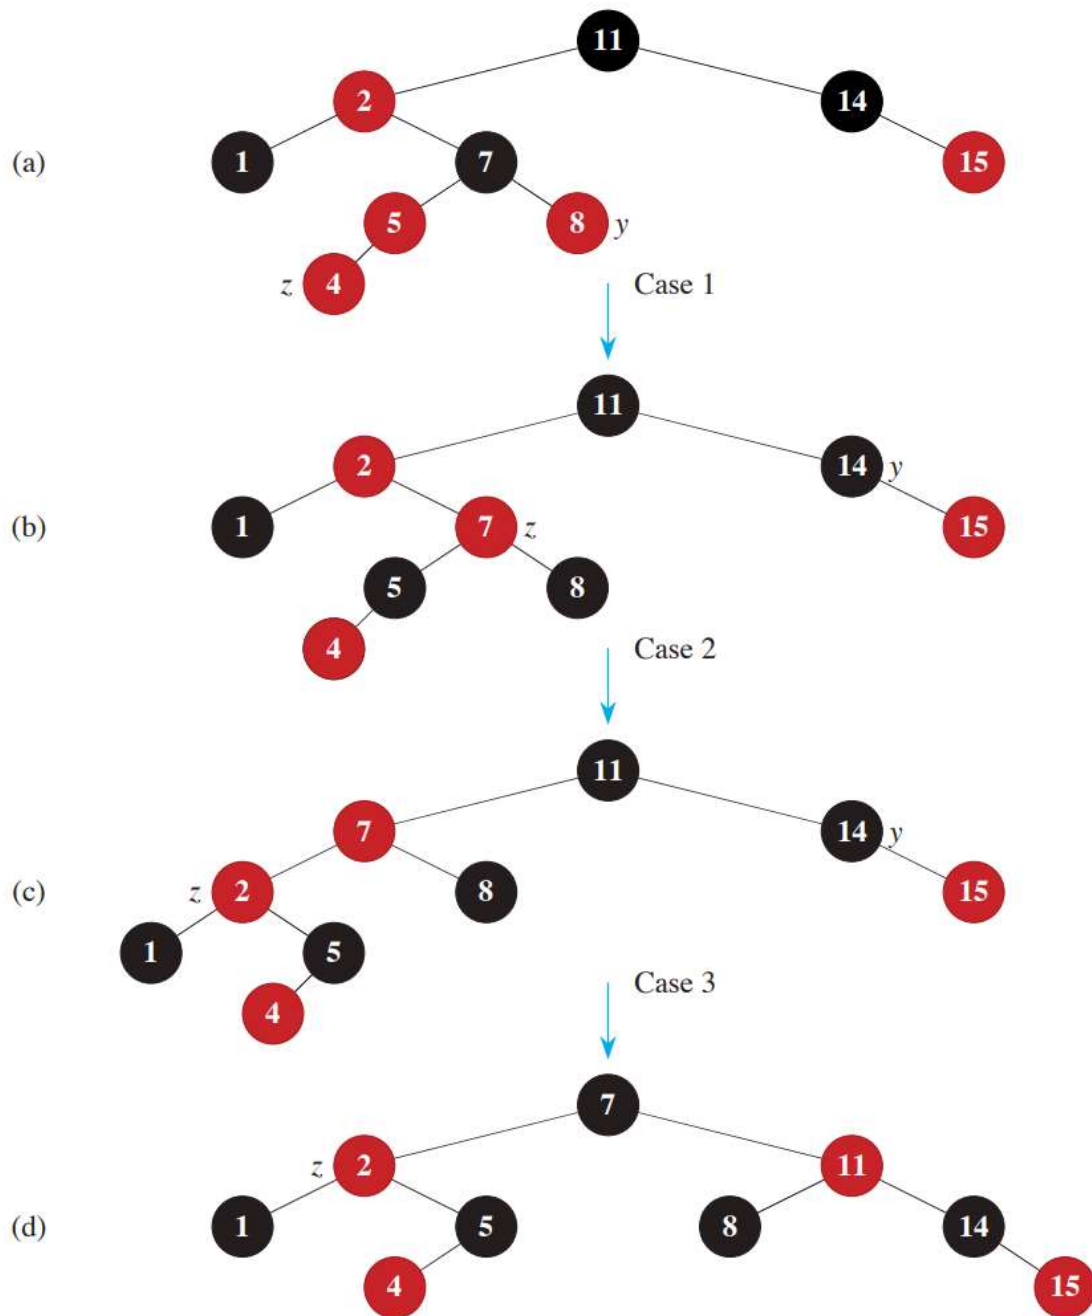 11
2 14
(a) 1 7 15
5 8 y
z 4 Case 1
11
2 14 y
(b) 1 7 z 15
5 8
4 Case 2
11
7 14 y
(c) z 2 8 15
1 5
4 Case 3
7
z 2 11
(d) 1 5 8 14
4 15